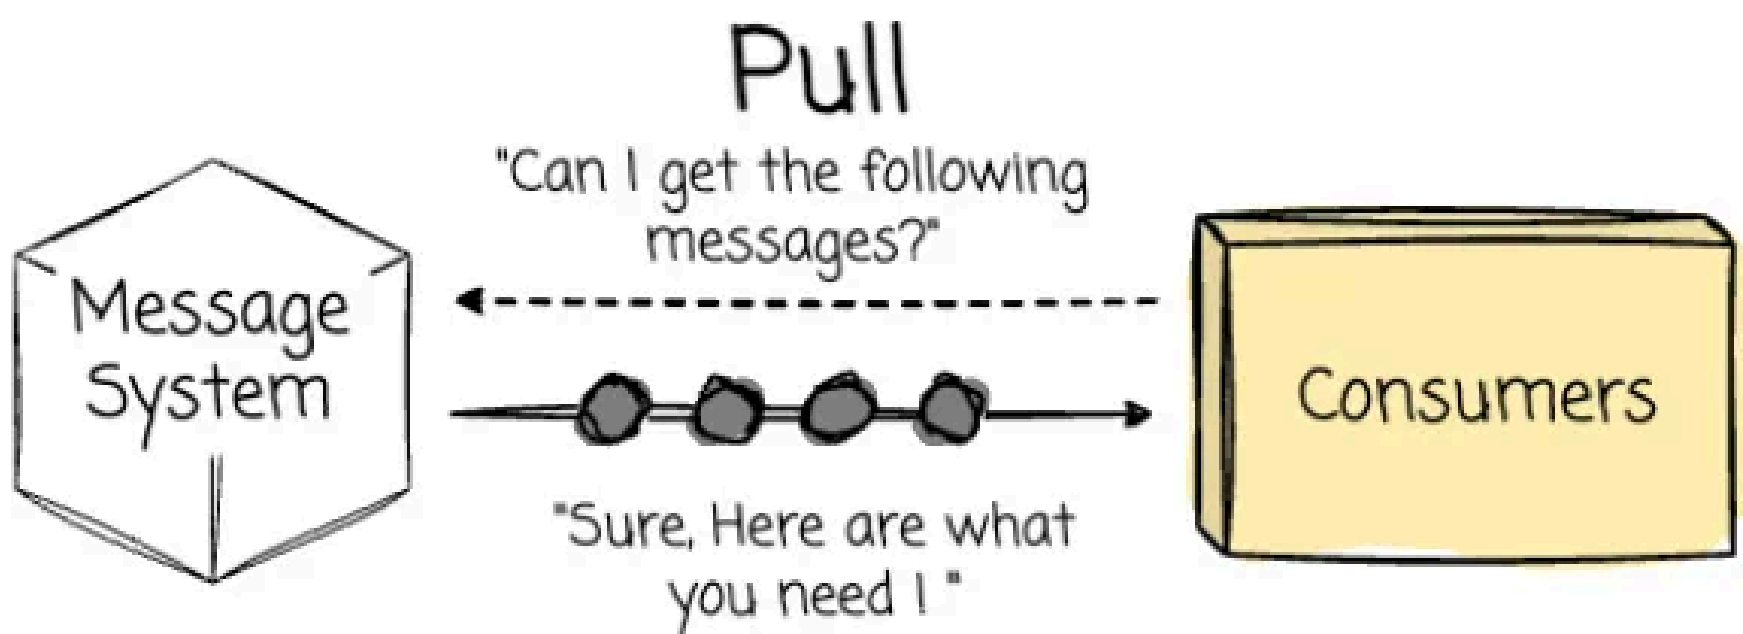 Pull
"Can I get the following
messages?"
Message
System
Consumers
"Sure, Here are what
you need ! "